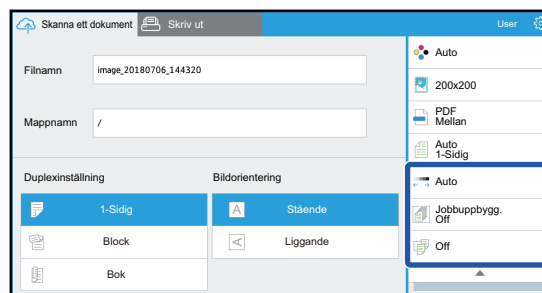 Skanna ett dokument
Skriv ut
User
Filnamn
image_20180706_144320
Mappnamn
/
Duplexinställning
1-Sidig
Block
Bok
Bildorientering
A
Stående
A
Liggande
Auto
200x200
PDF
Mellan
Auto
1-Sidig
Auto
Jobbuppbygg.
Off
Off